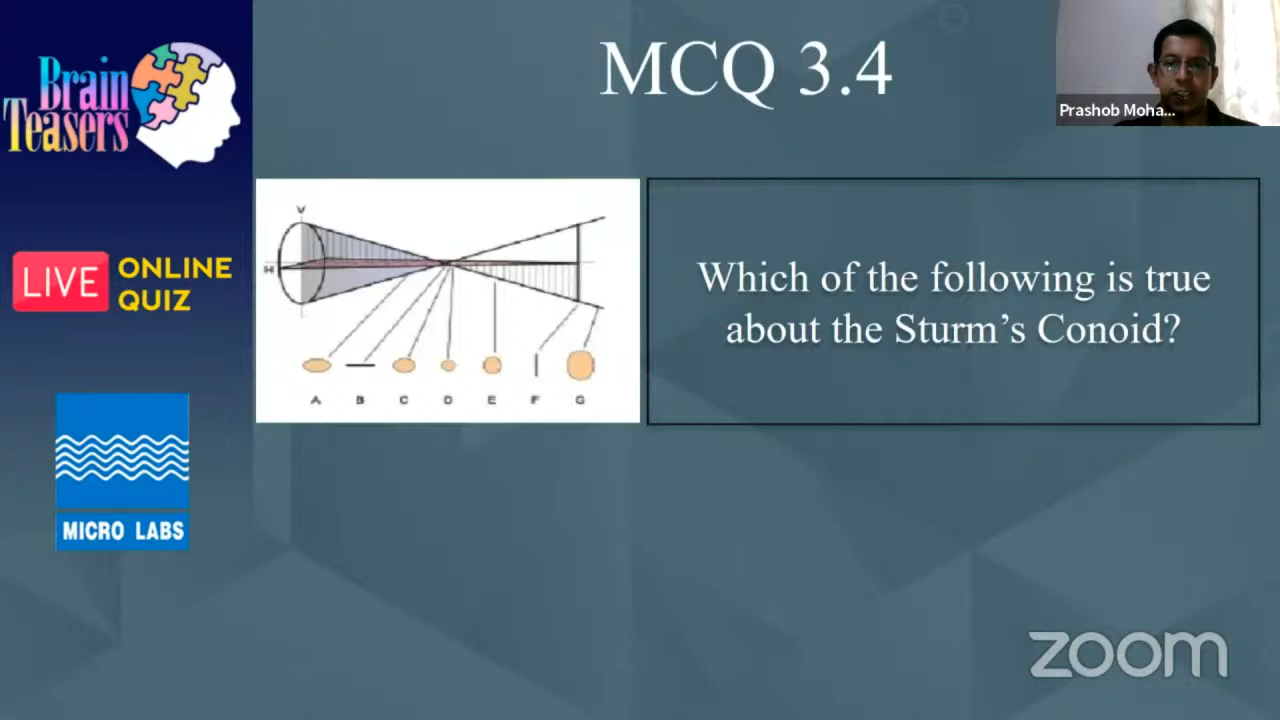 MCQ 3.4
Brain
Teasers
Prashob Moha...
LIVE ONLINE
QUIZ
V
H
A B C D E F G
Which of the following is true
about the Sturm’s Conoid?
MICRO LABS
zoom